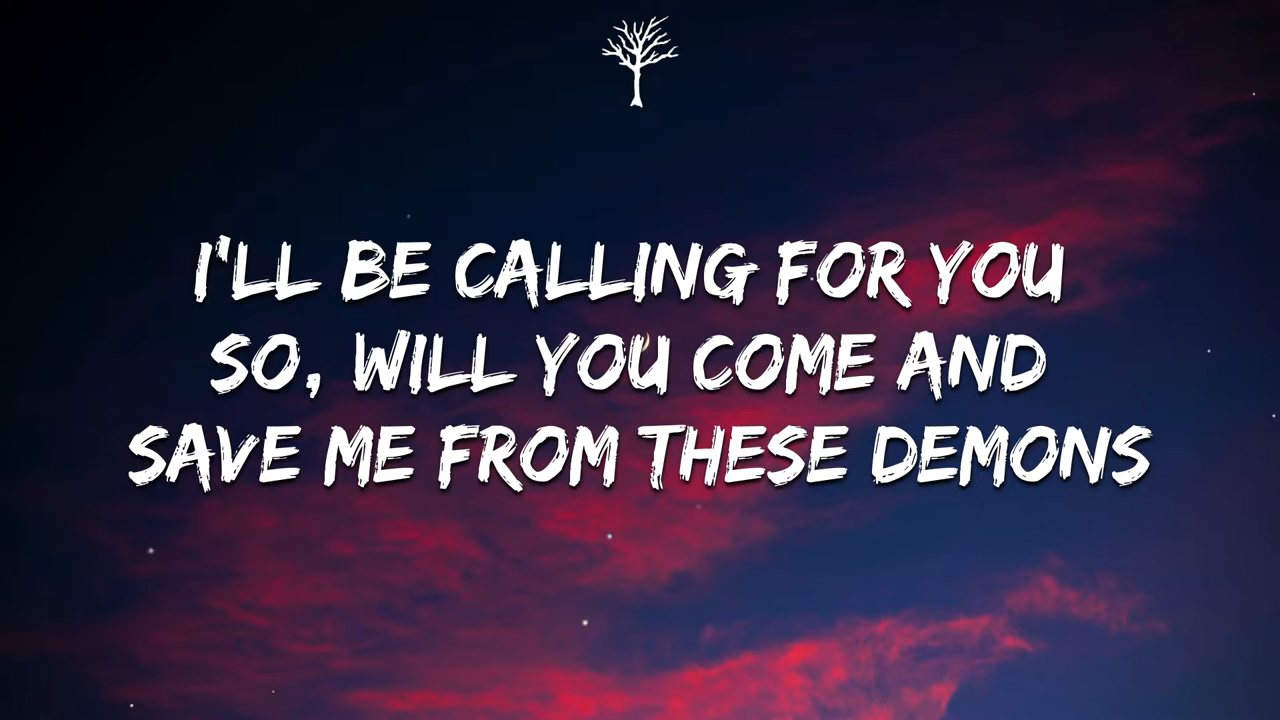 I'LL BE CALLING FOR YOU
SO, WILL YOU COME AND
SAVE ME FROM THESE DEMONS